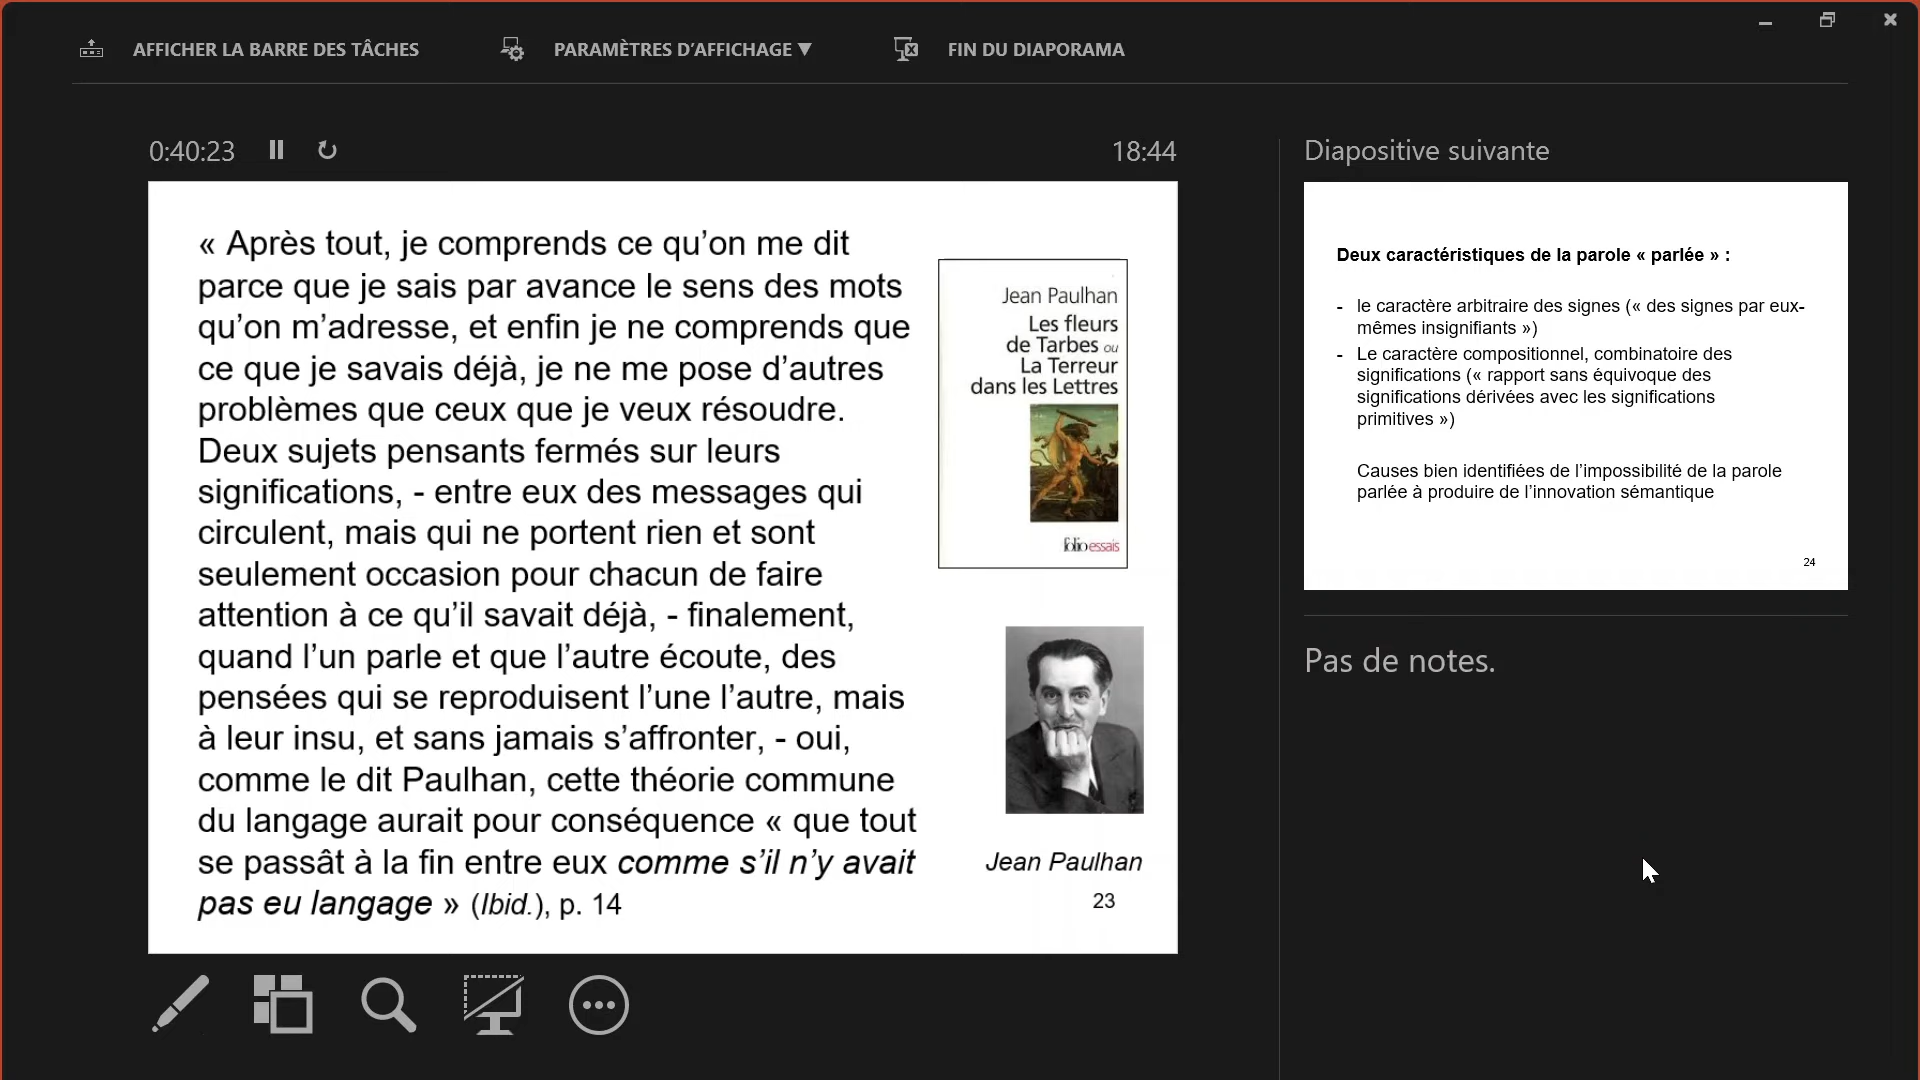 AFFICHER LA BARRE DES TÂCHES
PARAMÈTRES D’AFFICHAGE ▼
FIN DU DIAPORAMA
0:40:23
18:44
« Après tout, je comprends ce qu’on me dit
parce que je sais par avance le sens des mots
qu’on m’adresse, et enfin je ne comprends que
ce que je savais déjà, je ne me pose d’autres
problèmes que ceux que je veux résoudre.
Deux sujets pensants fermés sur leurs
significations, - entre eux des messages qui
circulent, mais qui ne portent rien et sont
seulement occasion pour chacun de faire
attention à ce qu’il savait déjà, - finalement,
quand l’un parle et que l’autre écoute, des
pensées qui se reproduisent l’une l’autre, mais
à leur insu, et sans jamais s’affronter, - oui,
comme le dit Paulhan, cette théorie commune
du langage aurait pour conséquence « que tout
se passât à la fin entre eux comme s’il n’y avait
pas eu langage » (Ibid.), p. 14
Jean Paulhan
Les fleurs
de Tarbes ou
La Terreur
dans les Lettres
folio essais
Jean Paulhan
23
Diapositive suivante
Deux caractéristiques de la parole « parlée » :
- le caractère arbitraire des signes (« des signes par eux-
mêmes insignifiants »)
- Le caractère compositionnel, combinatoire des
significations (« rapport sans équivoque des
significations dérivées avec les significations
primitives »)
Causes bien identifiées de l’impossibilité de la parole
parlée à produire de l’innovation sémantique
24
Pas de notes.